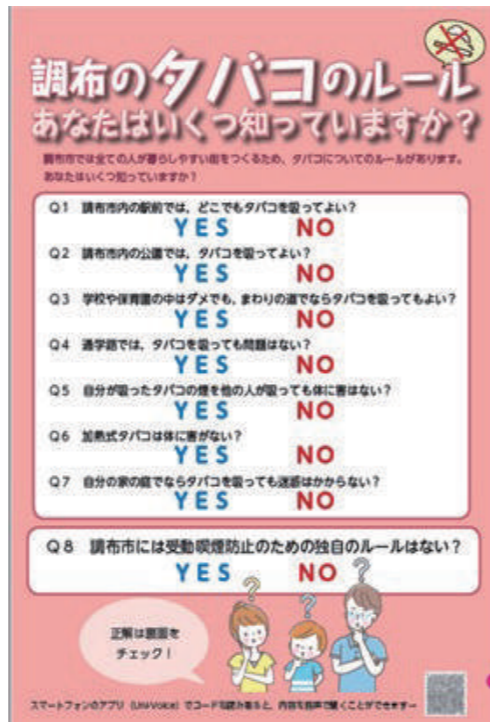 調布のタバコのルール
あなたはいくつ知っていますか？
調布市では全ての人が暮らしやすい街をつくるため、タバコについてのルールがあります。
あなたはいくつ知っていますか？
Q1 調布市内の駅前では、どこでもタバコを吸ってよい？
YES NO
Q2 調布市内の公園では、タバコを吸ってよい？
YES NO
Q3 学校や保育園の中はダメでも、まわりの道でならタバコを吸ってもよい？
YES NO
Q4 通学路では、タバコを吸っても問題はない？
YES NO
Q5 自分が吸ったタバコの煙を他の人が吸っても体に害はない？
YES NO
Q6 加熱式タバコは体に害がない？
YES NO
Q7 自分の家の庭でならタバコを吸っても迷惑はかからない？
YES NO
Q8 調布市には受動喫煙防止のための独自のルールはない？
YES NO
? ? ?
正解は裏面を
チェック！
スマートフォンのアプリ（Uni-Voice）でコードを読み取ると、内容を音声で聞くことができます→